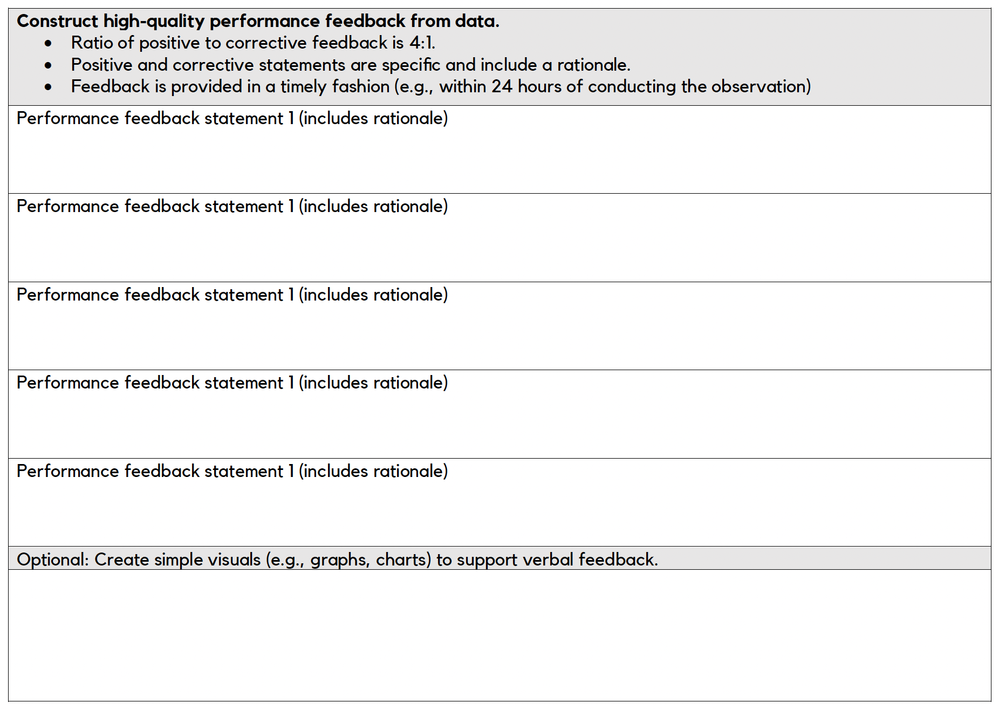 Construct high-quality performance feedback from data.
• Ratio of positive to corrective feedback is 4:1.
• Positive and corrective statements are specific and include a rationale.
• Feedback is provided in a timely fashion (e.g., within 24 hours of conducting the observation)
Performance feedback statement 1 (includes rationale)
Performance feedback statement 1 (includes rationale)
Performance feedback statement 1 (includes rationale)
Performance feedback statement 1 (includes rationale)
Performance feedback statement 1 (includes rationale)
Optional: Create simple visuals (e.g., graphs, charts) to support verbal feedback.